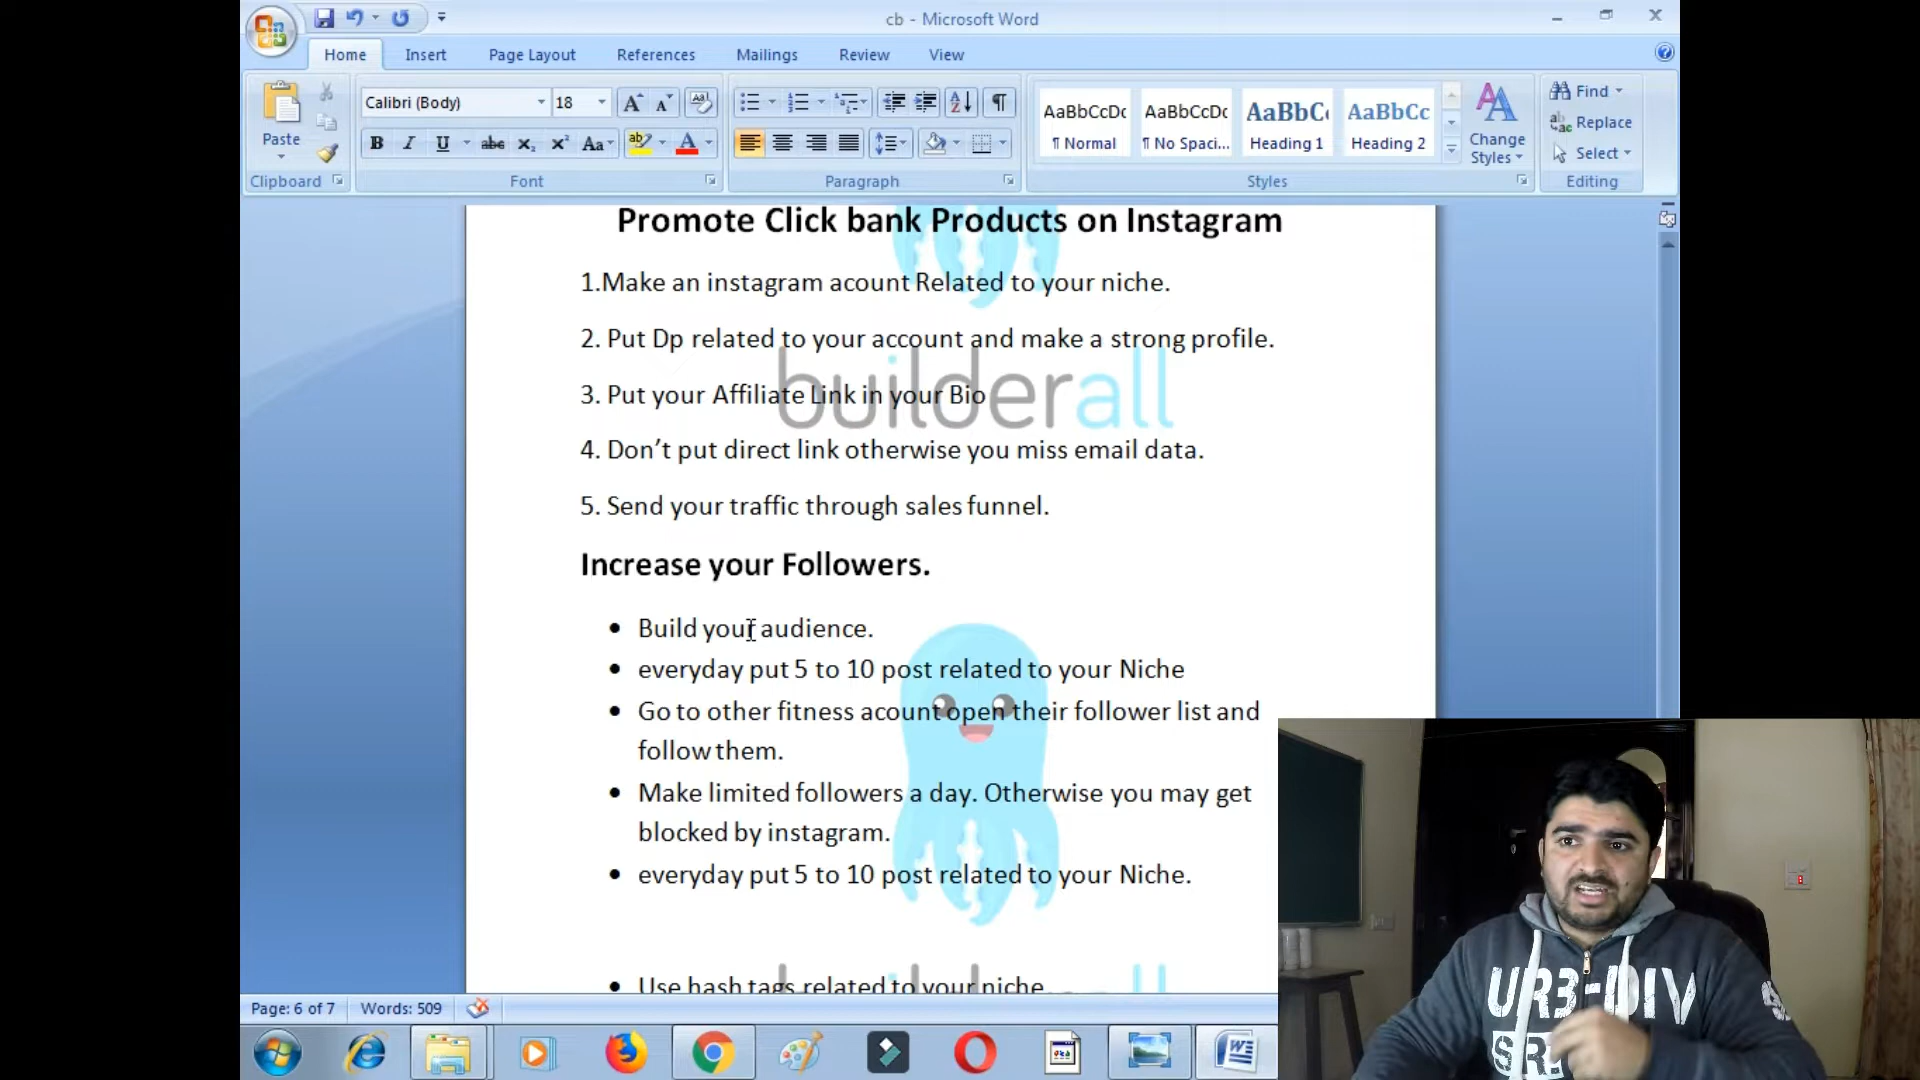 cb - Microsoft Word
Home Insert Page Layout References Mailings Review View
Paste
Clipboard
Calibri (Body) 18
B I U abc X₂ X² Aa
Font
Paragraph
AaBbCcDc AaBbCcDc AaBbC AaBbCc
¶ Normal ¶ No Spaci... Heading 1 Heading 2
Change Styles
Styles
Find
Replace
Select
Editing
Promote Click bank Products on Instagram
1.Make an instagram acount Related to your niche.
2. Put Dp related to your account and make a strong profile.
3. Put your Affiliate Link in your Bio
builderall
4. Don’t put direct link otherwise you miss email data.
5. Send your traffic through sales funnel.
Increase your Followers.
• Build your audience.
• everyday put 5 to 10 post related to your Niche
• Go to other fitness acount open their follower list and
follow them.
• Make limited followers a day. Otherwise you may get
blocked by instagram.
• everyday put 5 to 10 post related to your Niche.
• Use hash tags related to your niche.
Page: 6 of 7 Words: 509